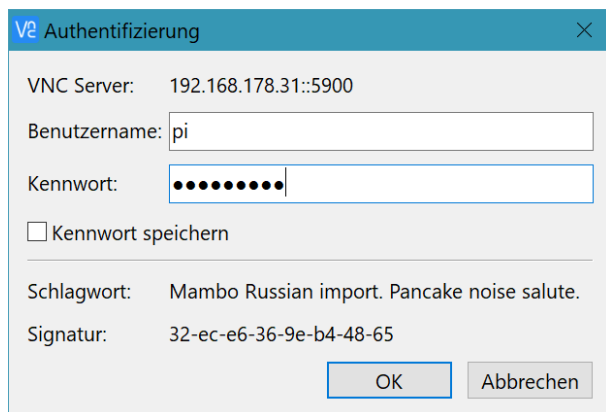 V2 Authentifizierung
VNC Server: 192.168.178.31::5900
Benutzername: pi
Kennwort: ●●●●●●●●●
Kennwort speichern
Schlagwort: Mambo Russian import. Pancake noise salute.
Signatur: 32-ec-e6-36-9e-b4-48-65
OK Abbrechen